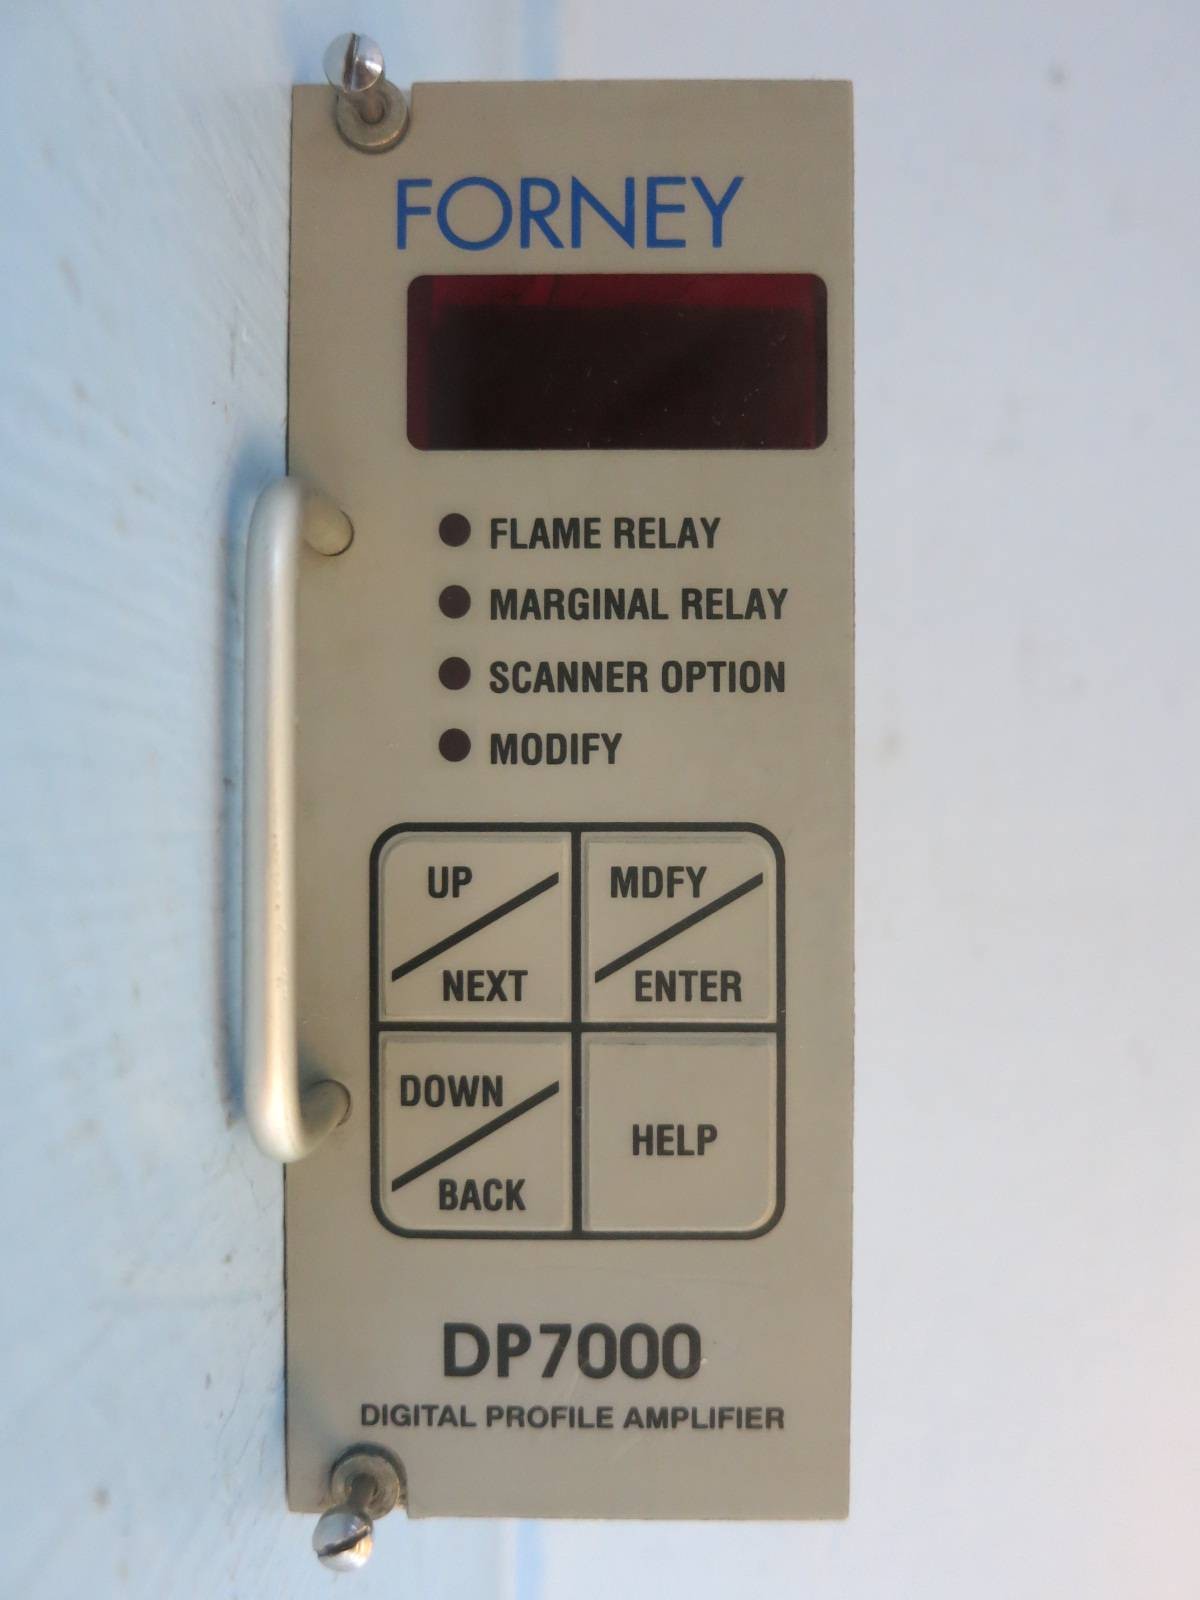 FORNEY
FLAME RELAY
MARGINAL RELAY
SCANNER OPTION
MODIFY
UP
NEXT
MDFY
ENTER
DOWN
BACK
HELP
DP7000
DIGITAL PROFILE AMPLIFIER